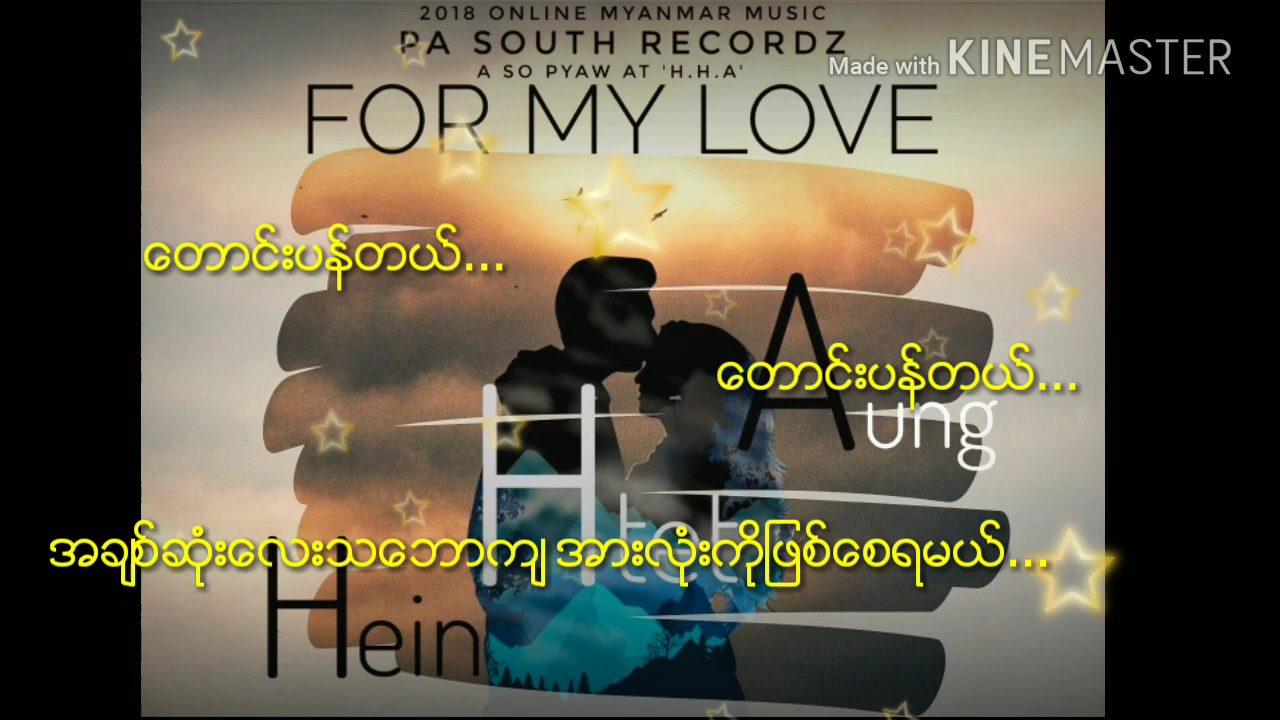 2018 ONLINE MYANMAR MUSIC
PA SOUTH RECORDZ
A SO PYAW AT 'H.H.A'
Made with KINEMASTER
FOR MY LOVE
တောင်းပန်တယ်...
တောင်းပန်တယ်...
Aung
Htet
အချစ်ဆုံးလေးသဘောကျ အားလုံးကိုဖြစ်စေရမယ်...
Hein